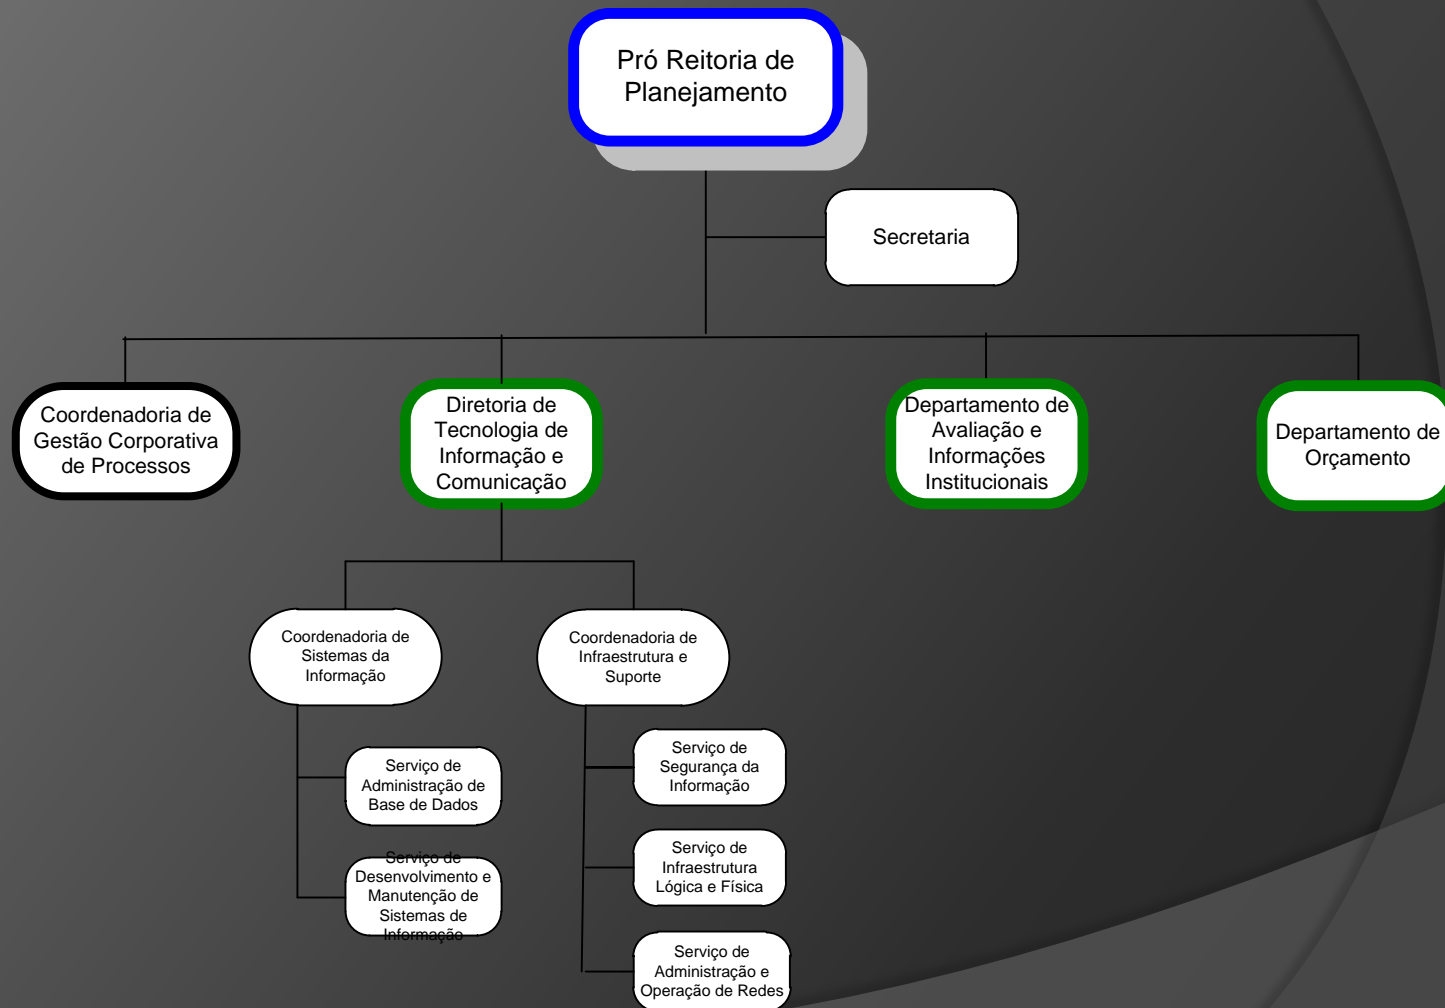 Pró Reitoria de
Planejamento
Secretaria
Coordenadoria de
Gestão Corporativa
de Processos
Diretoria de
Tecnologia de
Informação e
Comunicação
Departamento de
Avaliação e
Informações
Institucionais
Departamento de
Orçamento
Coordenadoria de
Sistemas da
Informação
Coordenadoria de
Infraestrutura e
Suporte
Serviço de
Administração de
Base de Dados
Serviço de
Desenvolvimento e
Manutenção de
Sistemas de
Informação
Serviço de
Segurança da
Informação
Serviço de
Infraestrutura
Lógica e Física
Serviço de
Administração e
Operação de Redes